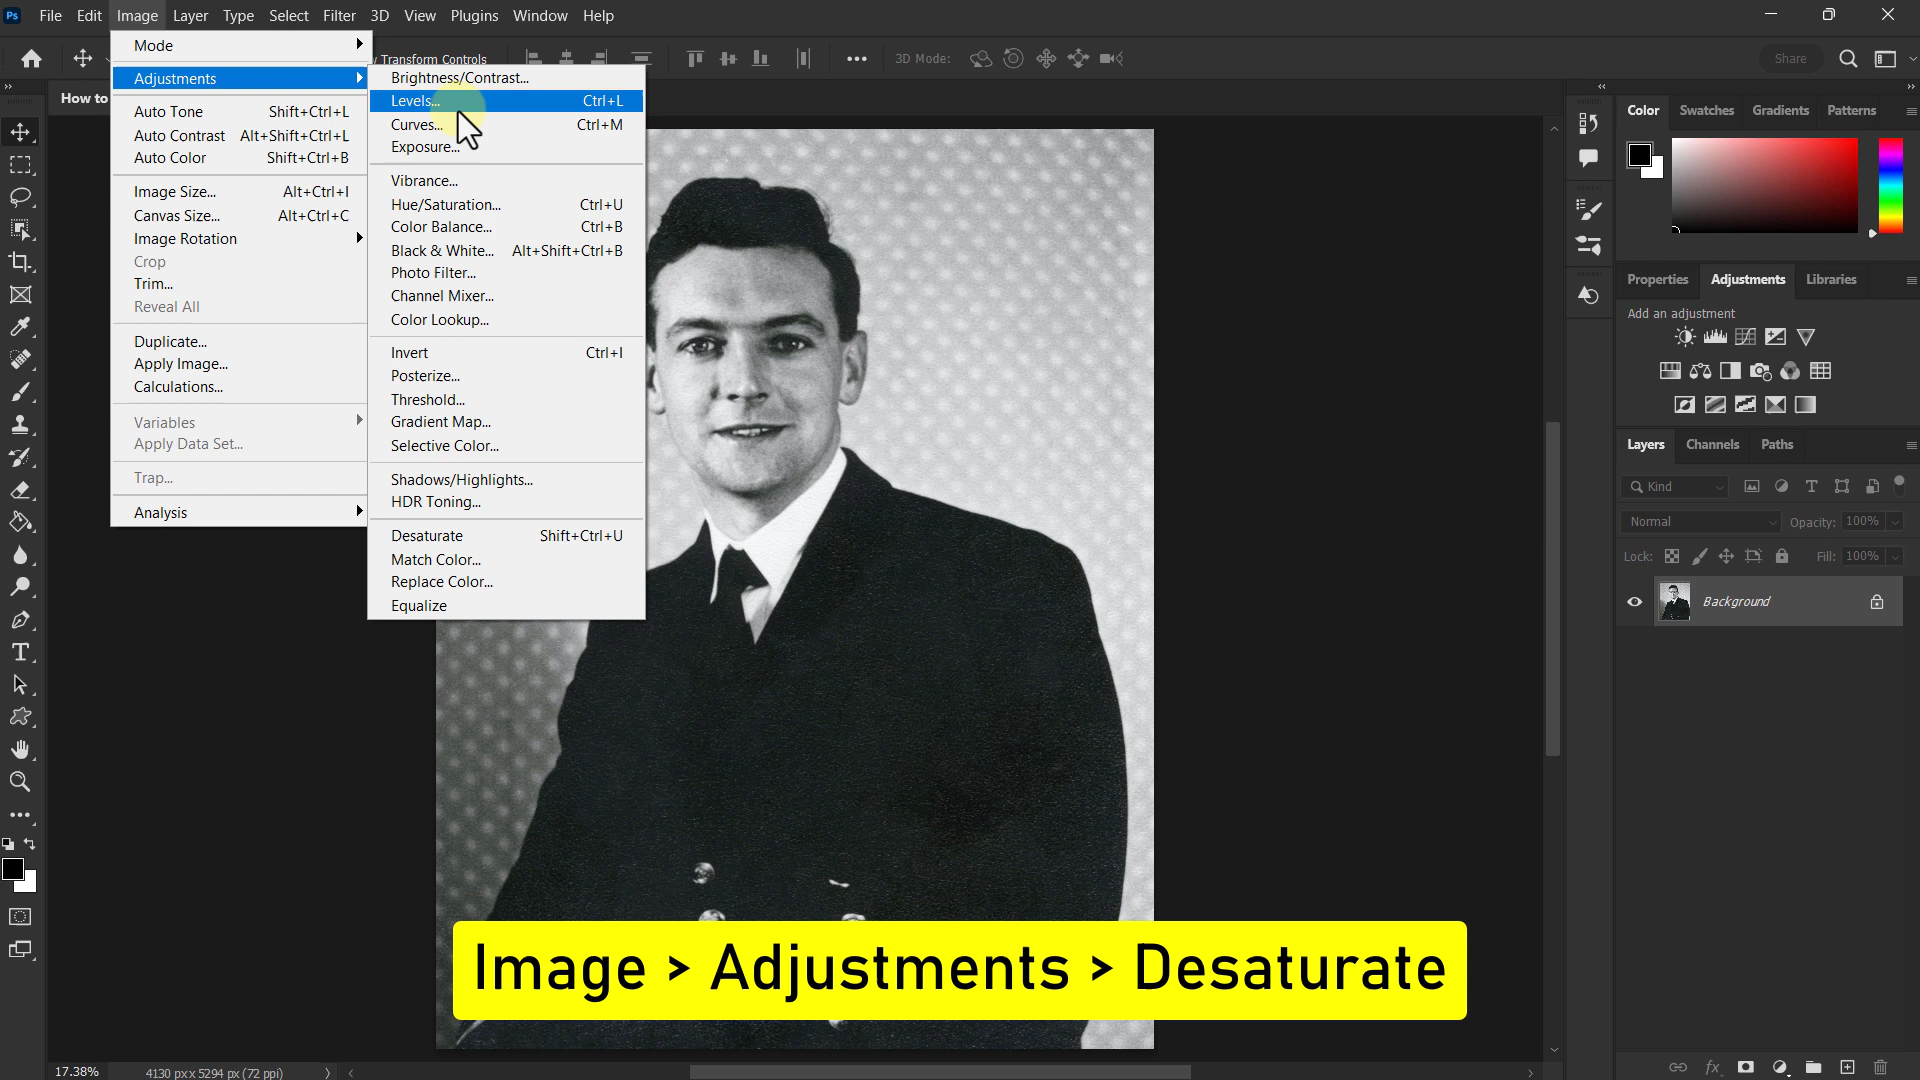 Ps File Edit Image Layer Type Select Filter 3D View Plugins Window Help
Transform Controls 3D Mode: Share
How to
Mode
Adjustments
Auto Tone Shift+Ctrl+L
Auto Contrast Alt+Shift+Ctrl+L
Auto Color Shift+Ctrl+B
Image Size... Alt+Ctrl+I
Canvas Size... Alt+Ctrl+C
Image Rotation
Crop
Trim...
Reveal All
Duplicate...
Apply Image...
Calculations...
Variables
Apply Data Set...
Trap...
Analysis
Brightness/Contrast...
Levels... Ctrl+L
Curves... Ctrl+M
Exposure...
Vibrance...
Hue/Saturation... Ctrl+U
Color Balance... Ctrl+B
Black & White... Alt+Shift+Ctrl+B
Photo Filter...
Channel Mixer...
Color Lookup...
Invert Ctrl+I
Posterize...
Threshold...
Gradient Map...
Selective Color...
Shadows/Highlights...
HDR Toning...
Desaturate Shift+Ctrl+U
Match Color...
Replace Color...
Equalize
Color Swatches Gradients Patterns
Properties Adjustments Libraries
Add an adjustment
Layers Channels Paths
Kind
Normal Opacity: 100%
Lock: Fill: 100%
Background
Image > Adjustments > Desaturate
17.38% 4130 px x 5294 px (72 ppi)